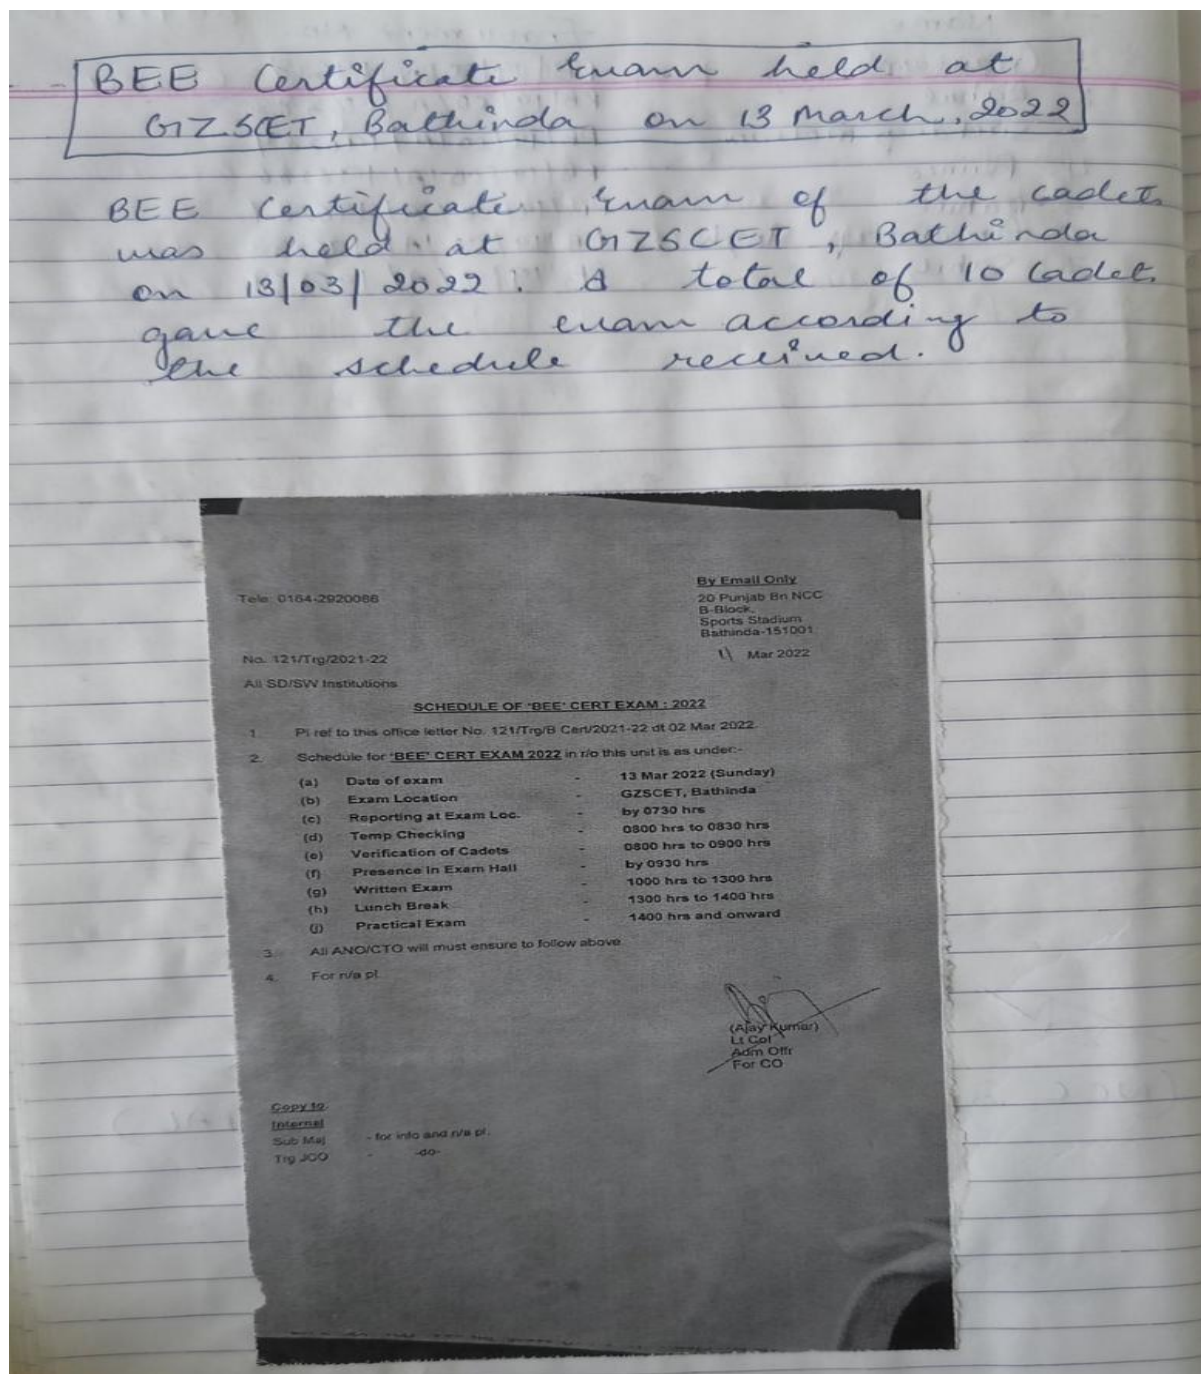 BEE Certificate Exam held at
GZSCET, Bathinda on 13 March, 2022
BEE Certificate Exam of the cadets
was held at GZSCET, Bathinda
on 13/03/2022. A total of 10 Cadets
gave the exam according to
the schedule received.
By Email Only
Tele: 0164-2920066
20 Punjab Bn NCC
B-Block,
Sports Stadium
Bathinda-151001
No. 121/Trg/2021-22
11 Mar 2022
All SD/SW Institutions
SCHEDULE OF 'BEE' CERT EXAM : 2022
1. Pl ref to this office letter No. 121/Trg/B Cert/2021-22 dt 02 Mar 2022.
2. Schedule for 'BEE' CERT EXAM 2022 in r/o this unit is as under:-
(a) Date of exam - 13 Mar 2022 (Sunday)
(b) Exam Location - GZSCET, Bathinda
(c) Reporting at Exam Loc. - by 0730 hrs
(d) Temp Checking - 0800 hrs to 0830 hrs
(e) Verification of Cadets - 0800 hrs to 0900 hrs
(f) Presence in Exam Hall - by 0930 hrs
(g) Written Exam - 1000 hrs to 1300 hrs
(h) Lunch Break - 1300 hrs to 1400 hrs
(j) Practical Exam - 1400 hrs and onward
3. All ANO/CTO will must ensure to follow above.
4. For n/a pl.
(Ajay Kumar)
Lt Col
Adm Offr
For CO
Copy to:-
Internal
Sub Maj - for info and n/a pl.
Trg JCO - -do-